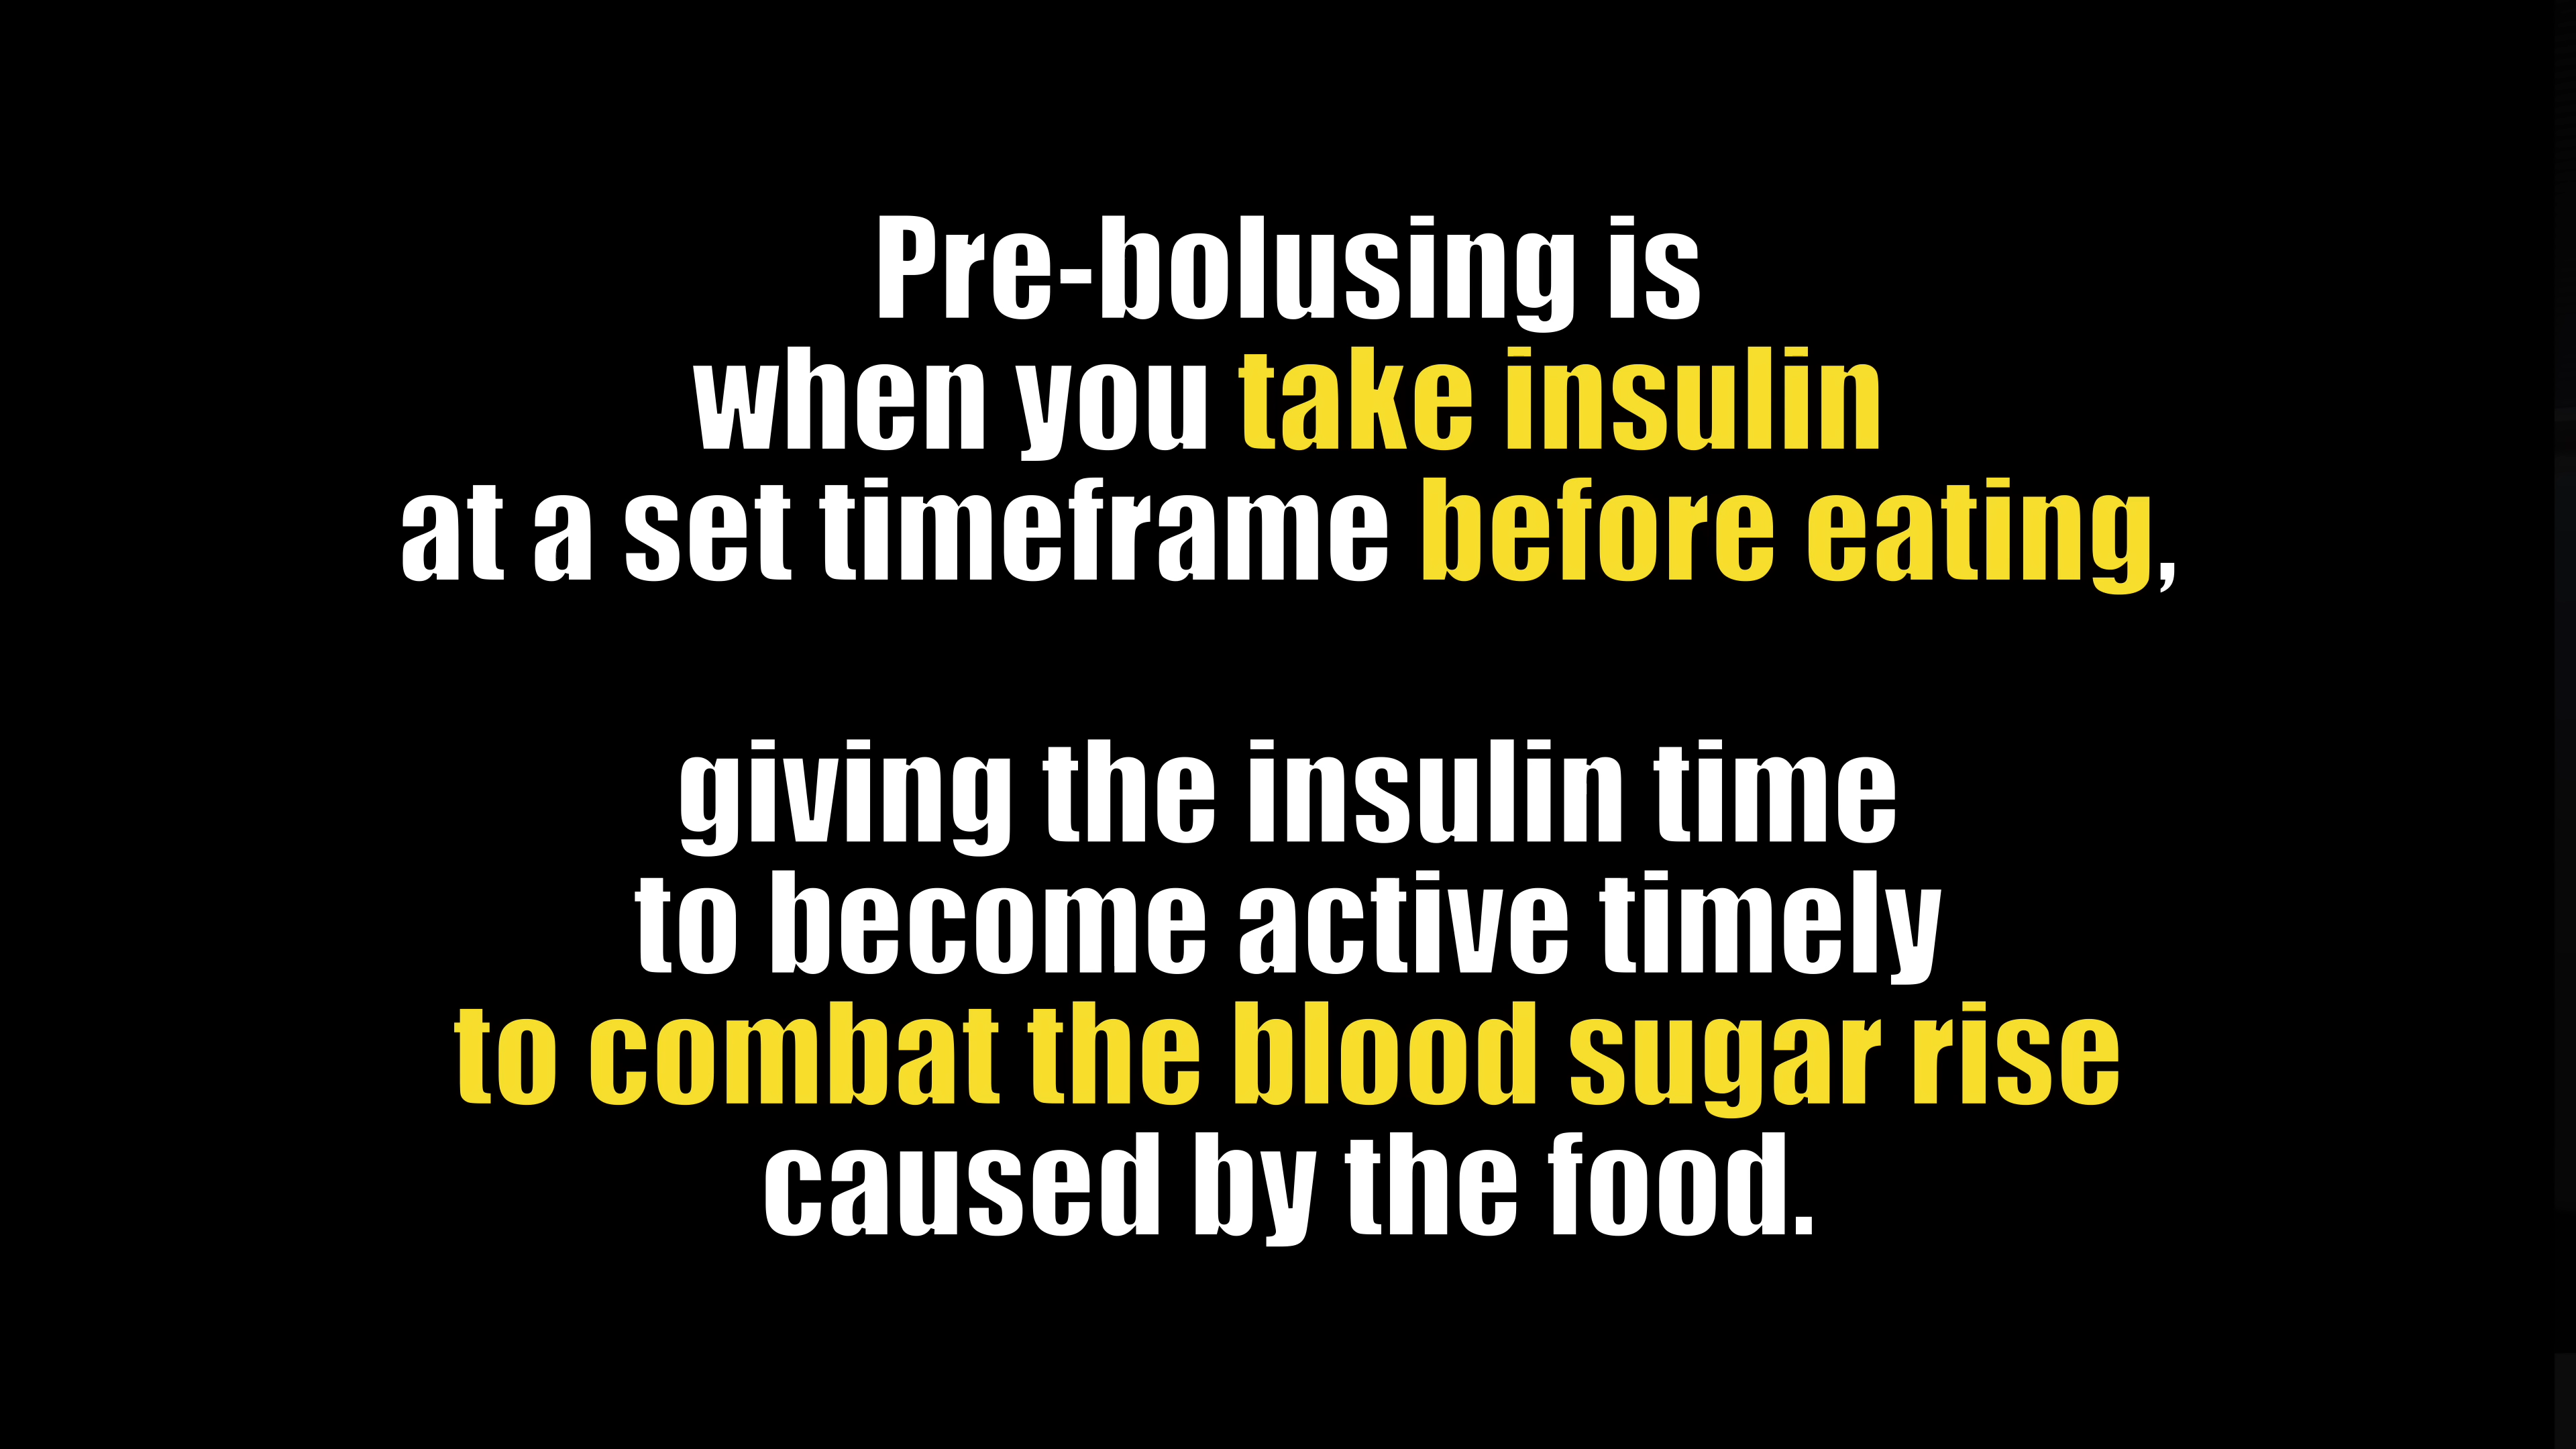 Pre-bolusing is
when you take insulin
at a set timeframe before eating,
giving the insulin time
to become active timely
to combat the blood sugar rise
caused by the food.